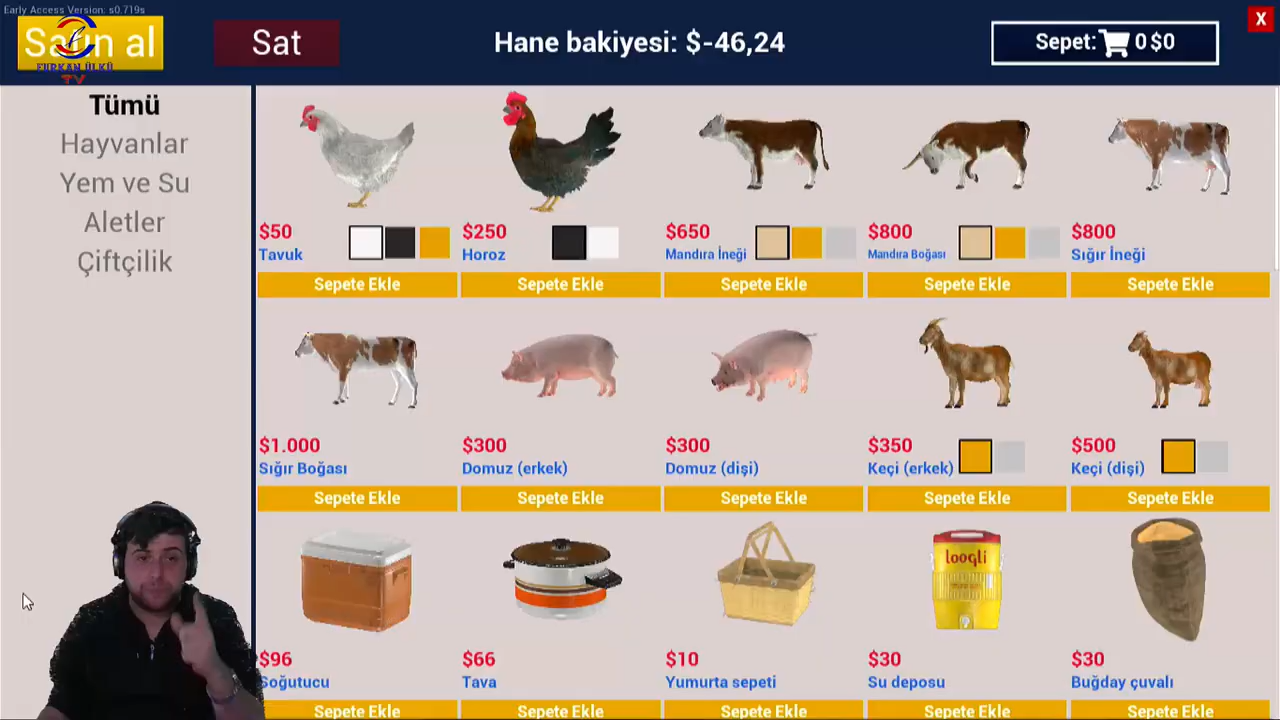 Early Access Version: s0.719s
Satın al
FURKAN ÜLKÜ
TV
Sat
Hane bakiyesi: $-46,24
Sepet: 0 $0
X
Tümü
Hayvanlar
Yem ve Su
Aletler
Çiftçilik
$50
Tavuk
Sepete Ekle
$250
Horoz
Sepete Ekle
$650
Mandıra İneği
Sepete Ekle
$800
Mandıra Boğası
Sepete Ekle
$800
Sığır İneği
Sepete Ekle
$1.000
Sığır Boğası
Sepete Ekle
$300
Domuz (erkek)
Sepete Ekle
$300
Domuz (dişi)
Sepete Ekle
$350
Keçi (erkek)
Sepete Ekle
$500
Keçi (dişi)
Sepete Ekle
$96
Soğutucu
Sepete Ekle
$66
Tava
Sepete Ekle
$10
Yumurta sepeti
Sepete Ekle
looqli
$30
Su deposu
Sepete Ekle
$30
Buğday çuvalı
Sepete Ekle